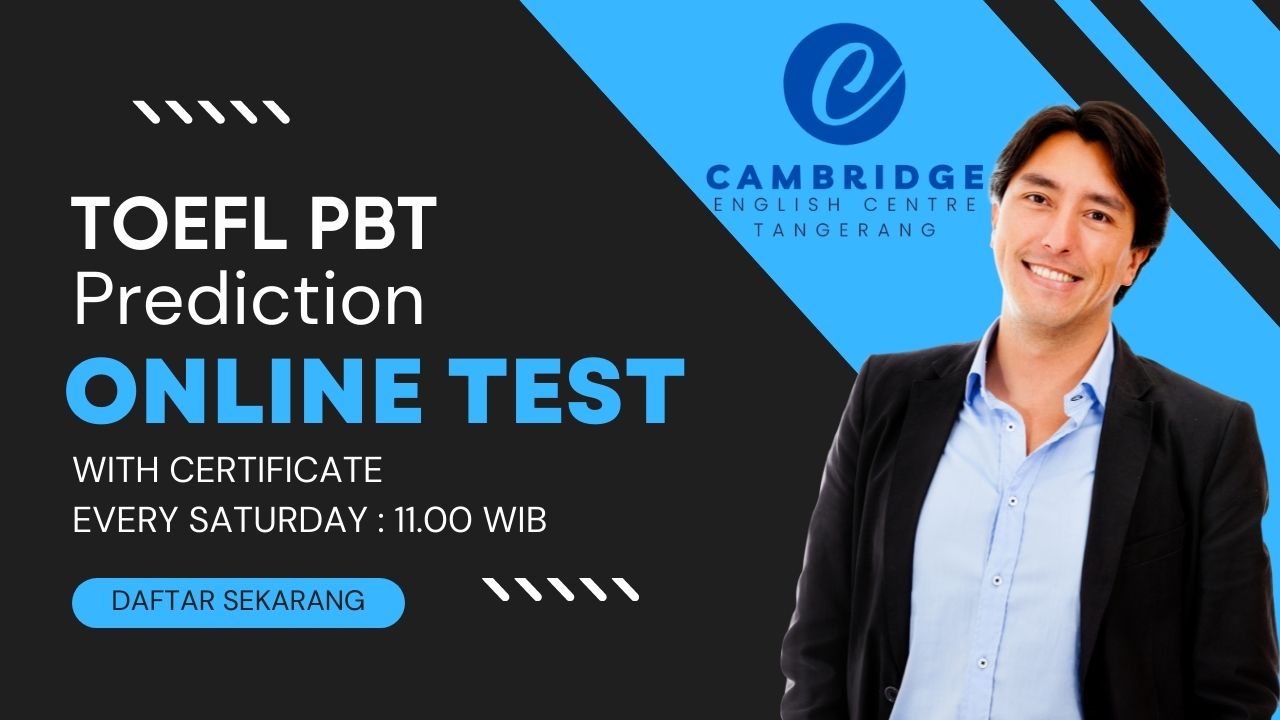 TOEFL PBT
Prediction
ONLINE TEST
WITH CERTIFICATE
EVERY SATURDAY : 11.00 WIB
DAFTAR SEKARANG
C
CAMBRIDGE
ENGLISH CENTRE
TANGERANG